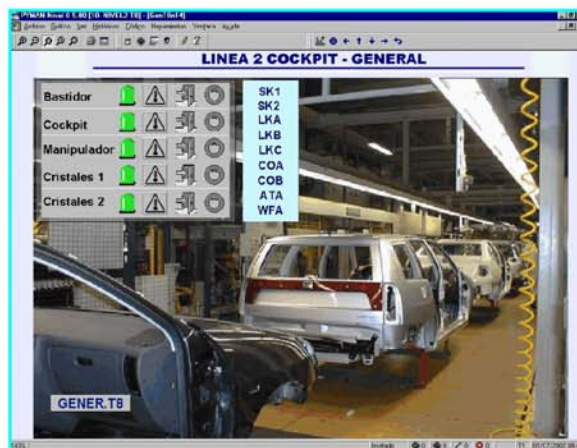 LINEA 2 COCKPIT - GENERAL
Bastidor
Cockpit
Manipulador
Cristales 1
Cristales 2
SK1
SK2
LKA
LKB
LKC
COA
COB
ATA
WFA
GENER.T8
Invitado